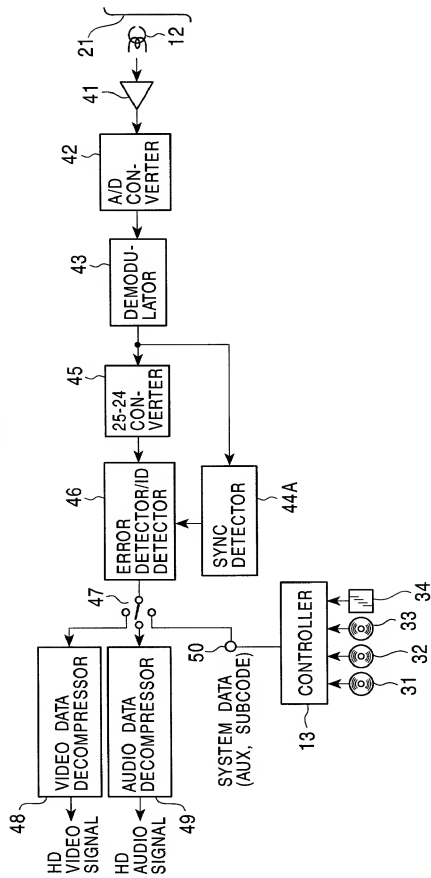 21
12
41
42
A/D
CON-
VERTER
43
DEMODU-
LATOR
45
25-24
CON-
VERTER
46
ERROR
DETECTOR/ID
DETECTOR
SYNC
DETECTOR
44A
47
48
VIDEO DATA
DECOMPRESSOR
AUDIO DATA
DECOMPRESSOR
49
HD
VIDEO
SIGNAL
HD
AUDIO
SIGNAL
50
SYSTEM DATA
(AUX, SUBCODE)
CONTROLLER
13
31
32
33
34